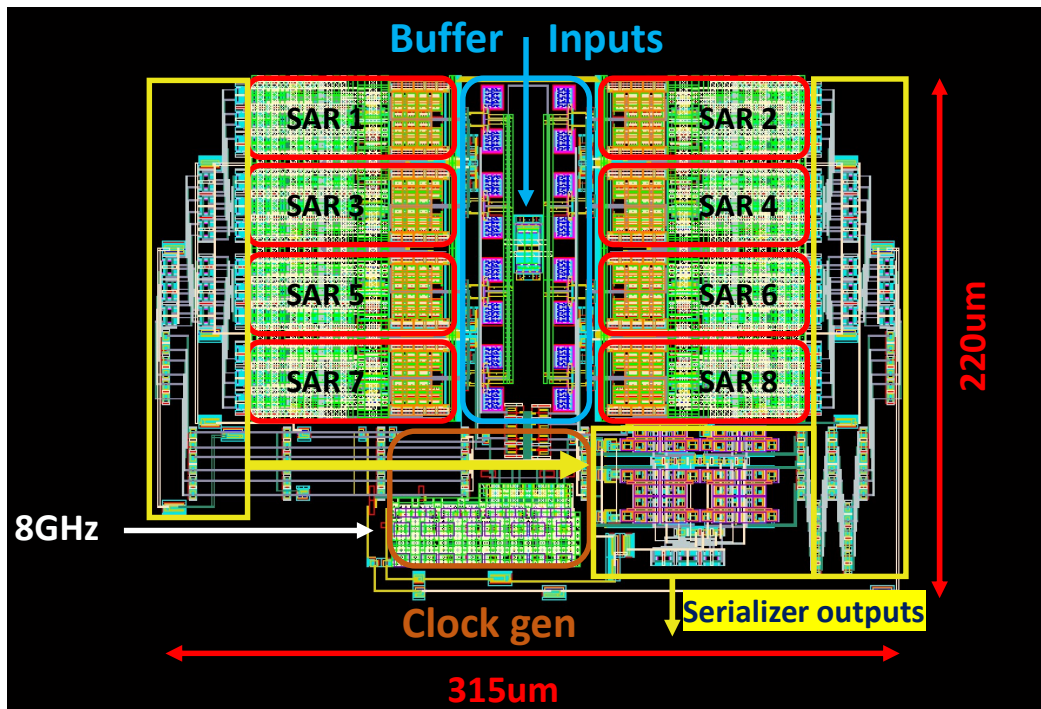 Buffer Inputs
SAR 1
SAR 2
SAR 3
SAR 4
SAR 5
SAR 6
SAR 7
SAR 8
220um
8GHz
Clock gen
Serializer outputs
315um